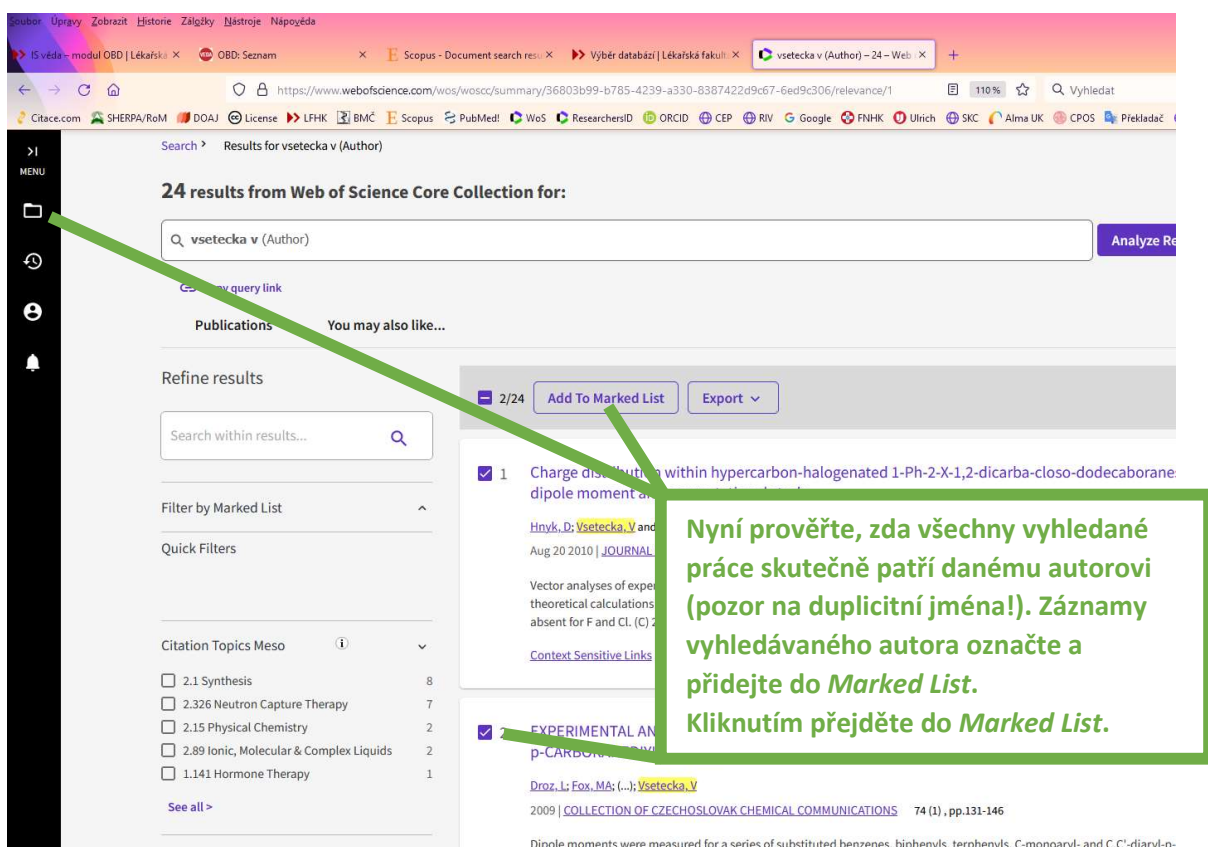 Soubor Úpravy Zobrazit Historie Záložky Nástroje Nápověda
IS věda – modul OBD | Lékařská × OBD: Seznam × Scopus - Document search resu × Výběr databází | Lékařská fakult × vsetecka v (Author) – 24 – Web ×
https://www.webofscience.com/wos/woscc/summary/36803b99-b785-4239-a330-8387422d9c67-6ed9c306/relevance/1 110 % Vyhledat
Citace.com SHERPA/RoM DOAJ License LFHK BMČ Scopus PubMed! WoS ResearchersID ORCID CEP RIV Google FNHK Ulrich SKC Alma UK CPOS Překladač
MENU
Search > Results for vsetecka v (Author)
24 results from Web of Science Core Collection for:
vsetecka v (Author)
Analyze Re
query link
Publications You may also like...
Refine results
Search within results...
Filter by Marked List
Quick Filters
Citation Topics Meso
2.1 Synthesis 8
2.326 Neutron Capture Therapy 7
2.15 Physical Chemistry 2
2.89 Ionic, Molecular & Complex Liquids 2
1.141 Hormone Therapy 1
See all >
2/24 Add To Marked List Export
1 Charge distribution within hypercarbon-halogenated 1-Ph-2-X-1,2-dicarba-closo-dodecaborane
dipole moment
Hnyk, D; Vsetecka, V and
Aug 20 2010 | JOURNAL
Vector analyses of exper
theoretical calculations
absent for F and Cl. (C) 2
Context Sensitive Links
2 EXPERIMENTAL AN
Droz, L; Fox, MA; (...); Vsetecka, V
2009 | COLLECTION OF CZECHOSLOVAK CHEMICAL COMMUNICATIONS 74 (1) , pp.131-146
Dipole moments were measured for a series of substituted benzenes, biphenyls, terphenyls, C-monoaryl- and C,C'-diaryl-p-
Nyní prověřte, zda všechny vyhledané
práce skutečně patří danému autorovi
(pozor na duplicitní jména!). Záznamy
vyhledávaného autora označte a
přidejte do Marked List.
Kliknutím přejděte do Marked List.